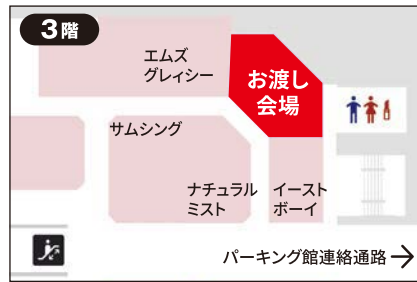 3階
エムズ
グレィシー
お渡し
会場
サムシング
ナチュラル
ミスト
イースト
ボーイ
パーキング館連絡通路→